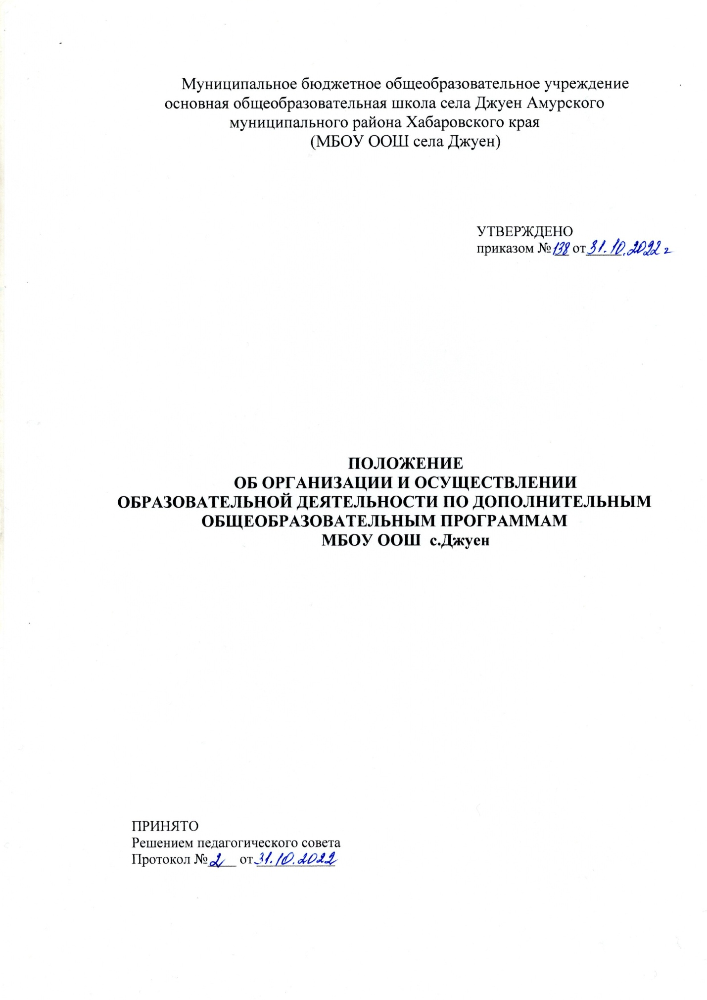 Муниципальное бюджетное общеобразовательное учреждение
основная общеобразовательная школа села Джуен Амурского
муниципального района Хабаровского края
(МБОУ ООШ села Джуен)
УТВЕРЖДЕНО
приказом № 138 от 31.10.2022 г
ПОЛОЖЕНИЕ
ОБ ОРГАНИЗАЦИИ И ОСУЩЕСТВЛЕНИИ
ОБРАЗОВАТЕЛЬНОЙ ДЕЯТЕЛЬНОСТИ ПО ДОПОЛНИТЕЛЬНЫМ
ОБЩЕОБРАЗОВАТЕЛЬНЫМ ПРОГРАММАМ
МБОУ ООШ с.Джуен
ПРИНЯТО
Решением педагогического совета
Протокол № 2 от 31.10.2022